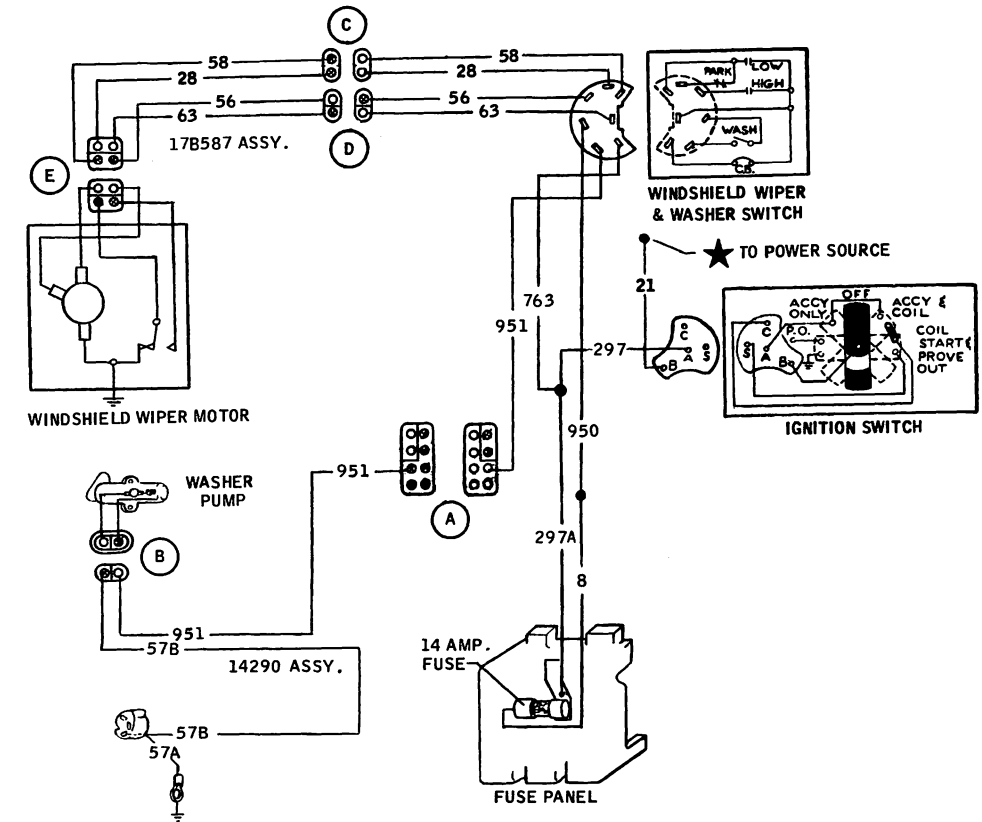 C
58
58
28
28
56
56
63
63
17B587 ASSY.
D
E
PARK
LOW
HIGH
WASH
C.B.
WINDSHIELD WIPER
& WASHER SWITCH
TO POWER SOURCE
21
763
951
297
C
A
S
B
OFF
ACCY
ONLY
ACCY &
COIL
P.O.
C
S
A
B
COIL
START &
PROVE
OUT
IGNITION SWITCH
WINDSHIELD WIPER MOTOR
950
951
A
WASHER
PUMP
B
297A
8
951
57B
14290 ASSY.
14 AMP.
FUSE
57B
57A
FUSE PANEL